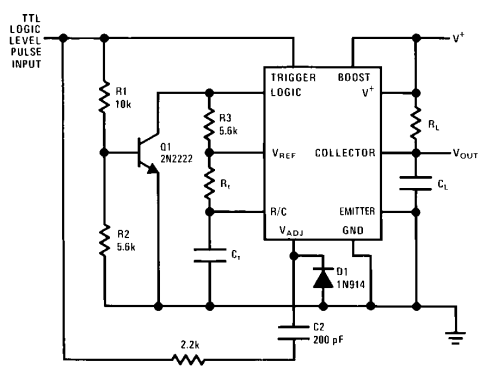 TTL
LOGIC
LEVEL
PULSE
INPUT
V+
TRIGGER
BOOST
R1
10k
LOGIC
V+
R3
5.6k
RL
Q1
2N2222
VREF
COLLECTOR
VOUT
Rt
CL
R/C
EMITTER
R2
5.6k
VADJ
GND
Ct
D1
1N914
C2
200 pF
2.2k